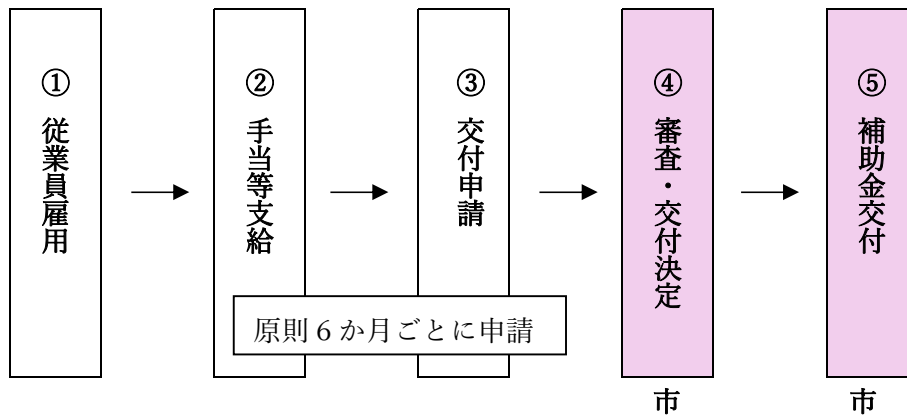 ① 従業員雇用
② 手当等支給
③ 交付申請
④ 審査・交付決定
⑤ 補助金交付
原則６か月ごとに申請
市
市